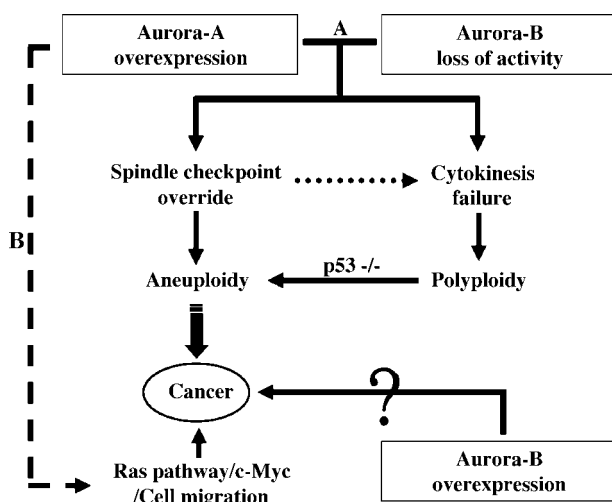 Aurora-A
overexpression
A
Aurora-B
loss of activity
Spindle checkpoint
override
Cytokinesis
failure
B
Aneuploidy
p53 -/-
Polyploidy
Cancer
?
Ras pathway/c-Myc
/Cell migration
Aurora-B
overexpression